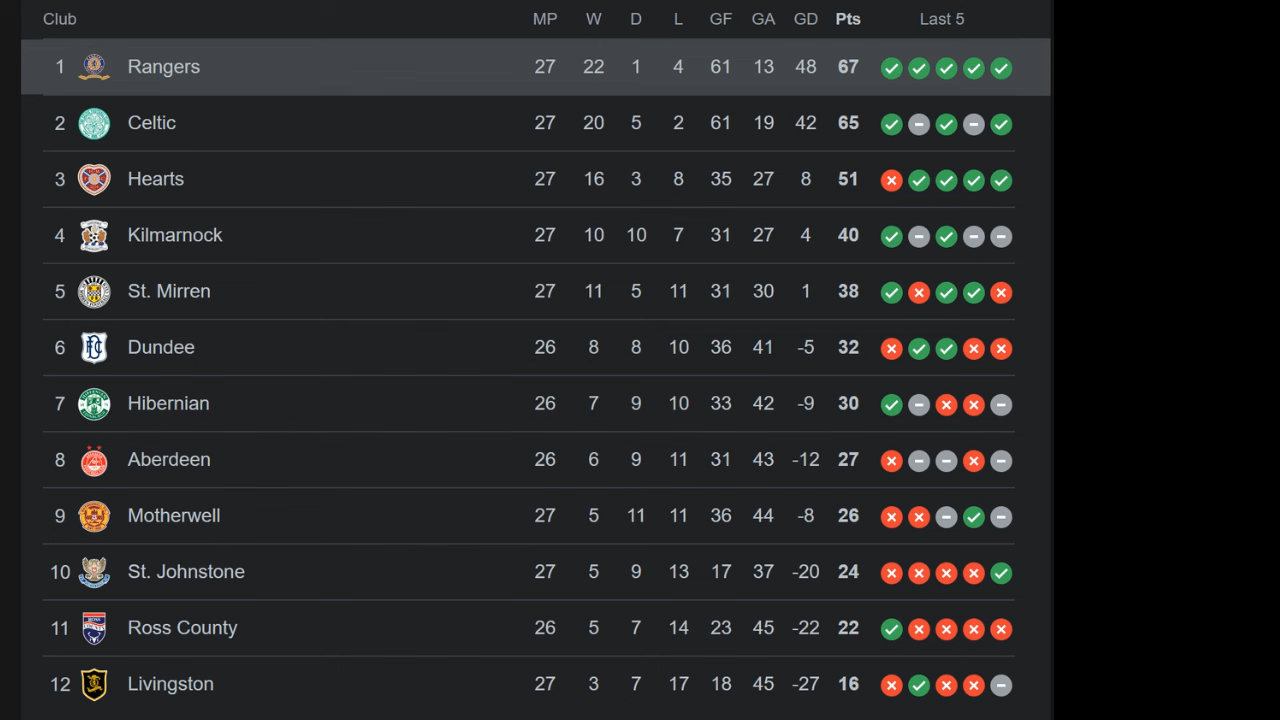 Club MP W D L GF GA GD Pts Last 5
1 Rangers 27 22 1 4 61 13 48 67
2 Celtic 27 20 5 2 61 19 42 65
3 Hearts 27 16 3 8 35 27 8 51
4 Kilmarnock 27 10 10 7 31 27 4 40
5 St. Mirren 27 11 5 11 31 30 1 38
6 Dundee 26 8 8 10 36 41 -5 32
7 Hibernian 26 7 9 10 33 42 -9 30
8 Aberdeen 26 6 9 11 31 43 -12 27
9 Motherwell 27 5 11 11 36 44 -8 26
10 St. Johnstone 27 5 9 13 17 37 -20 24
11 Ross County 26 5 7 14 23 45 -22 22
12 Livingston 27 3 7 17 18 45 -27 16